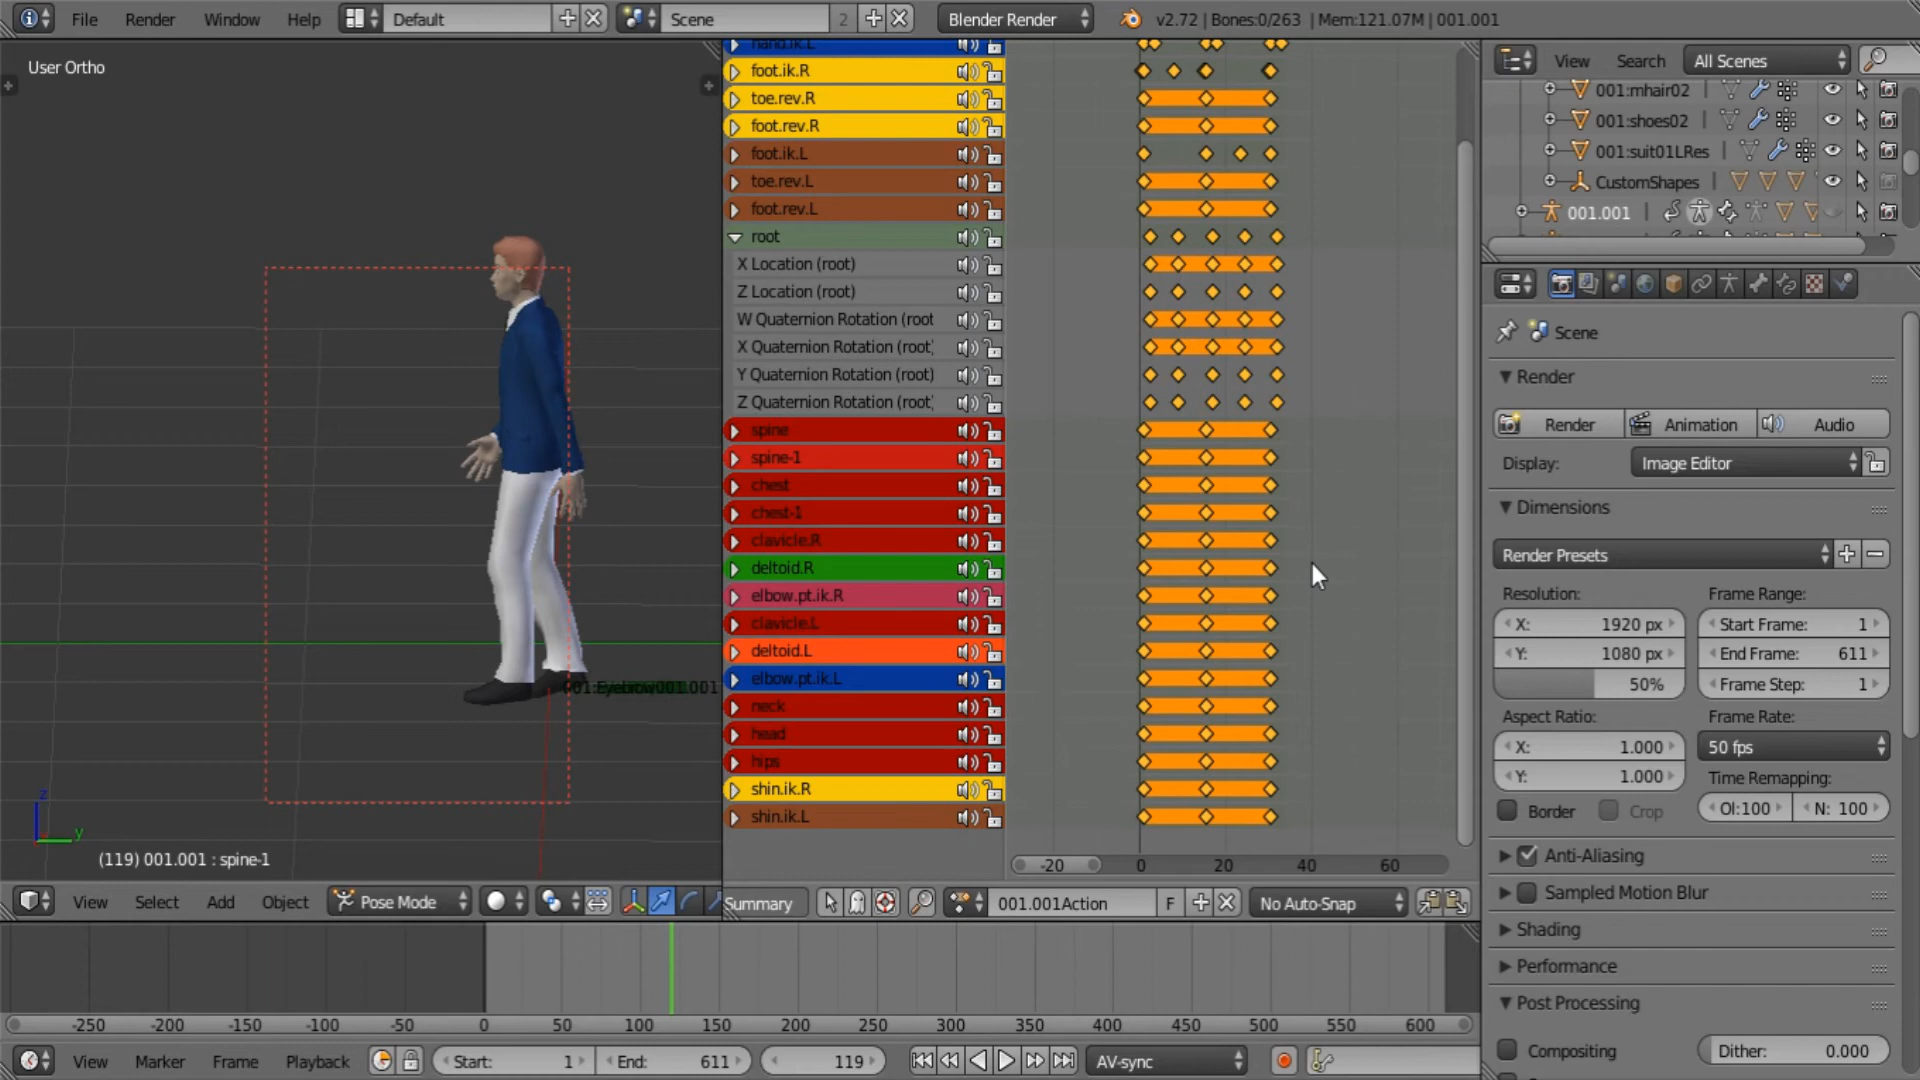 File Render Window Help Default Scene 2 Blender Render v2.72 | Bones:0/263 | Mem:121.07M | 001.001
User Ortho
hand.ik.L
foot.ik.R
toe.rev.R
foot.rev.R
foot.ik.L
toe.rev.L
foot.rev.L
root
X Location (root)
Z Location (root)
W Quaternion Rotation (root
X Quaternion Rotation (root)
Y Quaternion Rotation (root)
Z Quaternion Rotation (root)
spine
spine-1
chest
chest-1
clavicle.R
deltoid.R
elbow.pt.ik.R
clavicle.L
deltoid.L
elbow.pt.ik.L
neck
head
hips
shin.ik.R
shin.ik.L
-20 0 20 40 60
z
y
(119) 001.001 : spine-1
View Select Add Object Pose Mode
Summary 001.001Action F No Auto-Snap
-250 -200 -150 -100 -50 0 50 100 150 200 250 300 350 400 450 500 550 600
View Marker Frame Playback Start: 1 End: 611 119 AV-sync
View Search All Scenes
001:mhair02
001:shoes02
001:suit01LRes
CustomShapes
001.001
Scene
Render
Render Animation Audio
Display: Image Editor
Dimensions
Render Presets
Resolution: Frame Range:
X: 1920 px Start Frame: 1
Y: 1080 px End Frame: 611
50% Frame Step: 1
Aspect Ratio: Frame Rate:
X: 1.000 50 fps
Y: 1.000 Time Remapping:
Border Crop Ol:100 N: 100
Anti-Aliasing
Sampled Motion Blur
Shading
Performance
Post Processing
Compositing Dither: 0.000